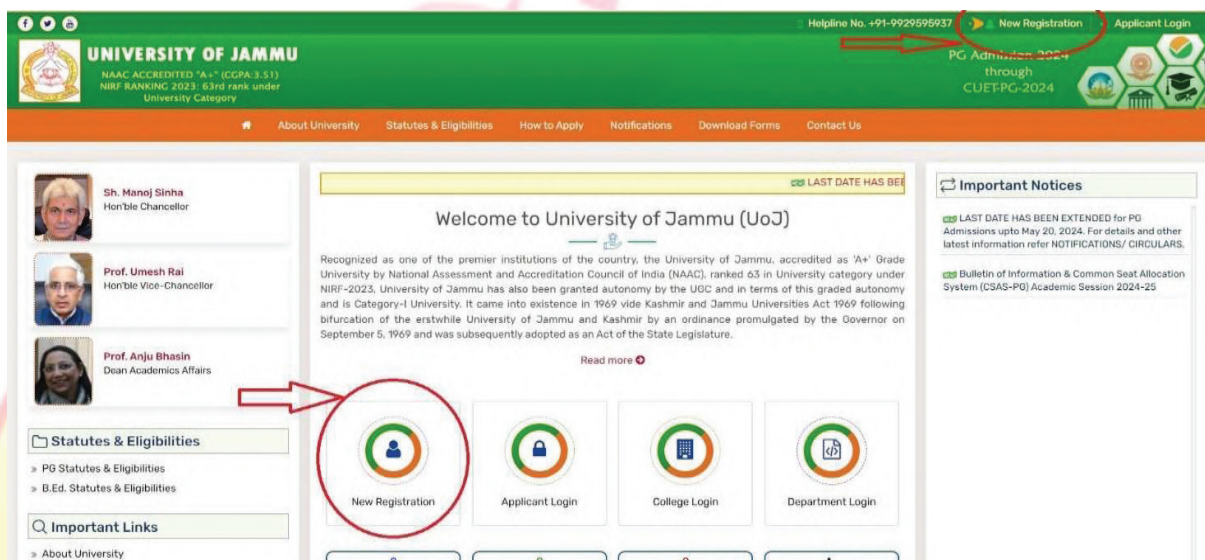 Helpline No. +91-9929595937
New Registration
Applicant Login
UNIVERSITY OF JAMMU
NAAC ACCREDITED "A+" (CGPA:3.51)
NIRF RANKING 2023: 63rd rank under
University Category
PG Admission 2024
through
CUET-PG-2024
About University
Statutes & Eligibilities
How to Apply
Notifications
Download Forms
Contact Us
Sh. Manoj Sinha
Hon'ble Chancellor
Prof. Umesh Rai
Hon'ble Vice-Chancellor
Prof. Anju Bhasin
Dean Academics Affairs
Statutes & Eligibilities
» PG Statutes & Eligibilities
» B.Ed. Statutes & Eligibilities
Important Links
» About University
LAST DATE HAS BEE
Welcome to University of Jammu (UoJ)
Recognized as one of the premier institutions of the country, the University of Jammu, accredited as 'A+' Grade
University by National Assessment and Accreditation Council of India (NAAC), ranked 63 in University category under
NIRF-2023, University of Jammu has also been granted autonomy by the UGC and in terms of this graded autonomy
and is Category-I University. It came into existence in 1969 vide Kashmir and Jammu Universities Act 1969 following
bifurcation of the erstwhile University of Jammu and Kashmir by an ordinance promulgated by the Governor on
September 5, 1969 and was subsequently adopted as an Act of the State Legislature.
Read more
New Registration
Applicant Login
College Login
Department Login
Important Notices
LAST DATE HAS BEEN EXTENDED for PG
Admissions upto May 20, 2024. For details and other
latest information refer NOTIFICATIONS/ CIRCULARS.
Bulletin of Information & Common Seat Allocation
System (CSAS-PG) Academic Session 2024-25